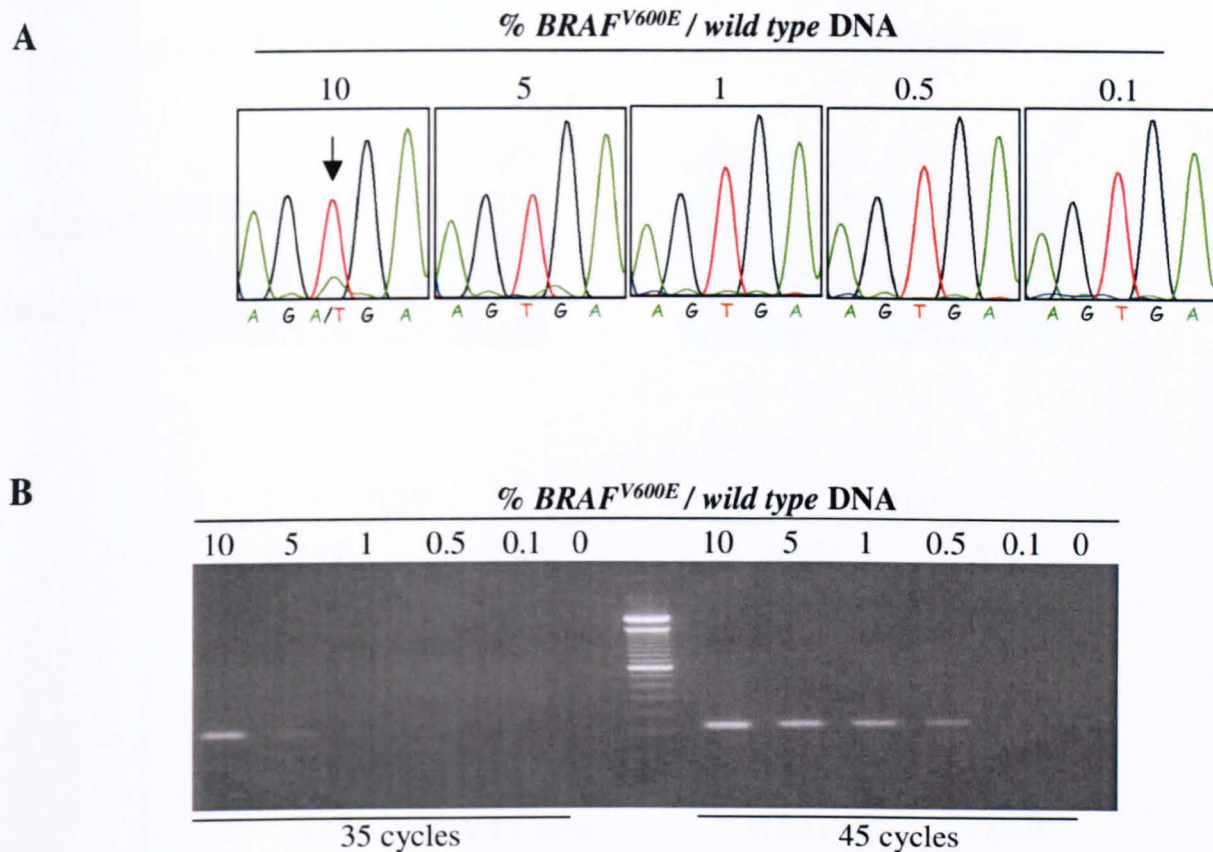 A
% BRAF^V600E / wild type DNA
10 5 1 0.5 0.1
A G A/T G A A G T G A A G T G A A G T G A A G T G A
B
% BRAF^V600E / wild type DNA
10 5 1 0.5 0.1 0 10 5 1 0.5 0.1 0
35 cycles 45 cycles